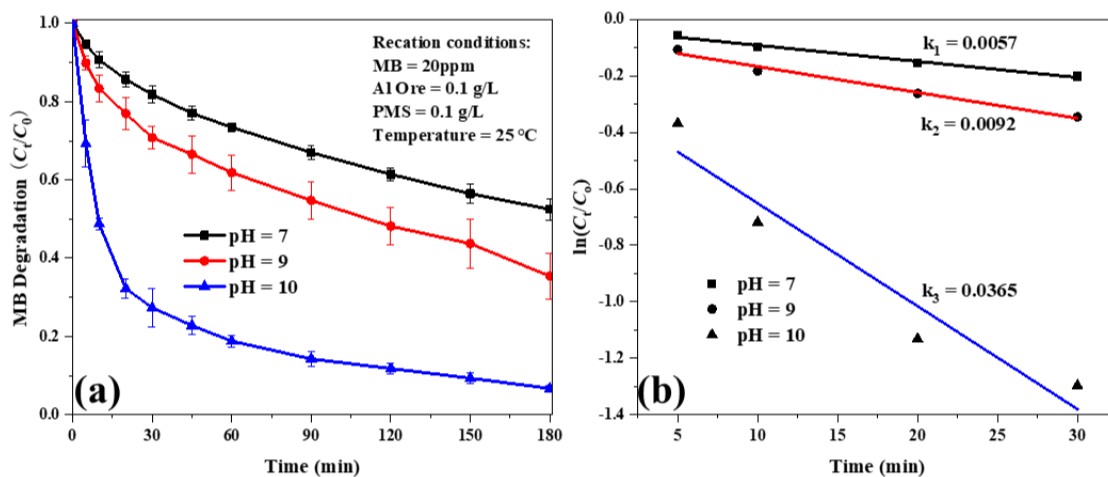 1.0
0.8
0.6
0.4
0.2
0.0
MB Degradation (Ct/C0)
Recation conditions:
MB = 20ppm
Al Ore = 0.1 g/L
PMS = 0.1 g/L
Temperature = 25 °C
pH = 7
pH = 9
pH = 10
(a)
0 30 60 90 120 150 180
Time (min)
0.0
-0.2
-0.4
-0.6
-0.8
-1.0
-1.2
-1.4
ln(Ct/Co)
k1 = 0.0057
k2 = 0.0092
k3 = 0.0365
pH = 7
pH = 9
pH = 10
(b)
5 10 15 20 25 30
Time (min)